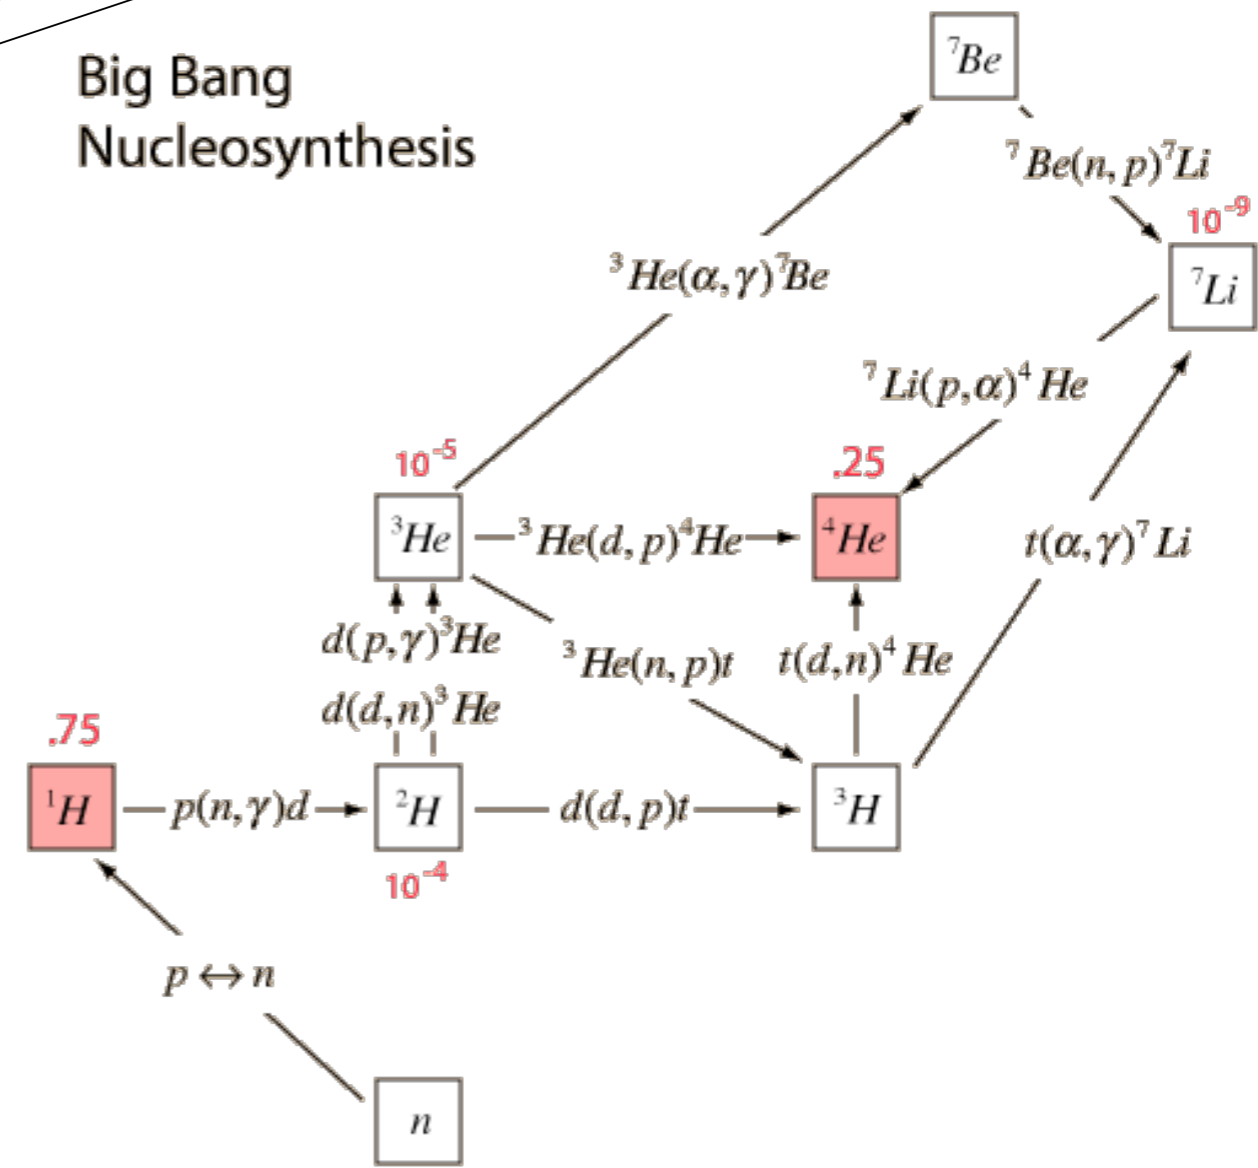 Big Bang
Nucleosynthesis
⁷Be
⁷Be(n, p)⁷Li
10⁻⁹
⁷Li
³He(α, γ)⁷Be
⁷Li(p, α)⁴He
10⁻⁵
.25
³He
³He(d, p)⁴He
⁴He
t(α, γ)⁷Li
d(p, γ)³He
³He(n, p)t
t(d, n)⁴He
d(d, n)³He
.75
¹H
p(n, γ)d
²H
d(d, p)t
³H
10⁻⁴
p ↔ n
n